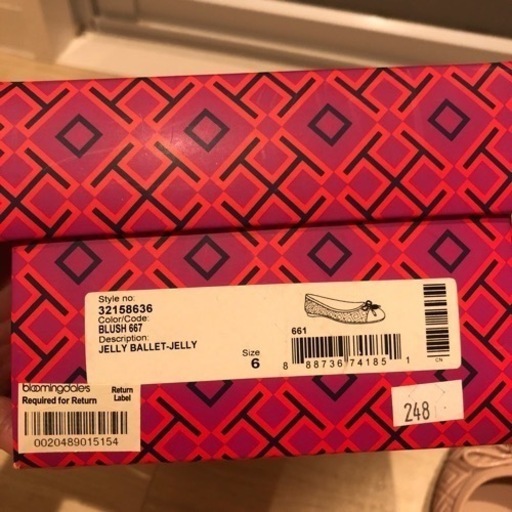 Style no:
32158636
Color/Code:
BLUSH 667
Description:
JELLY BALLET-JELLY
Size
6
661
8 88736 74185 1
CN
bloomingdale's
Return
Label
Required for Return
0020489015154
248